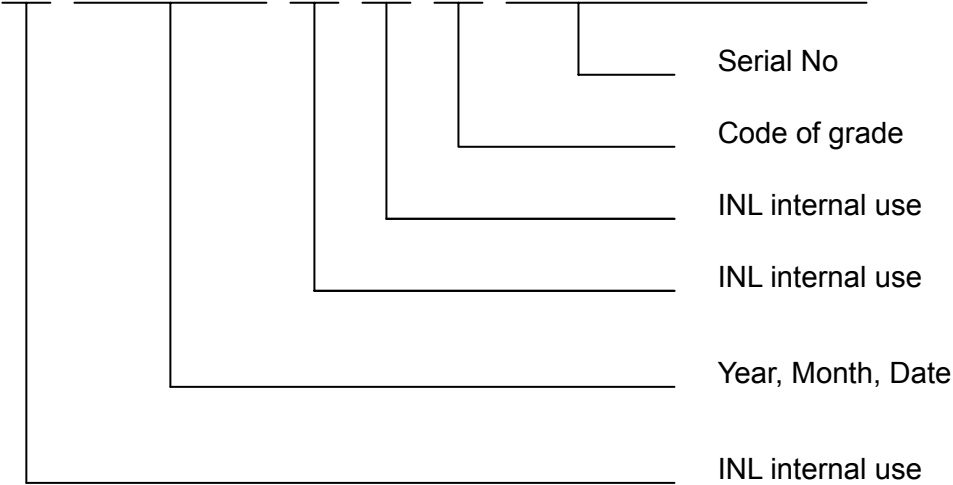 Serial No
Code of grade
INL internal use
INL internal use
Year, Month, Date
INL internal use